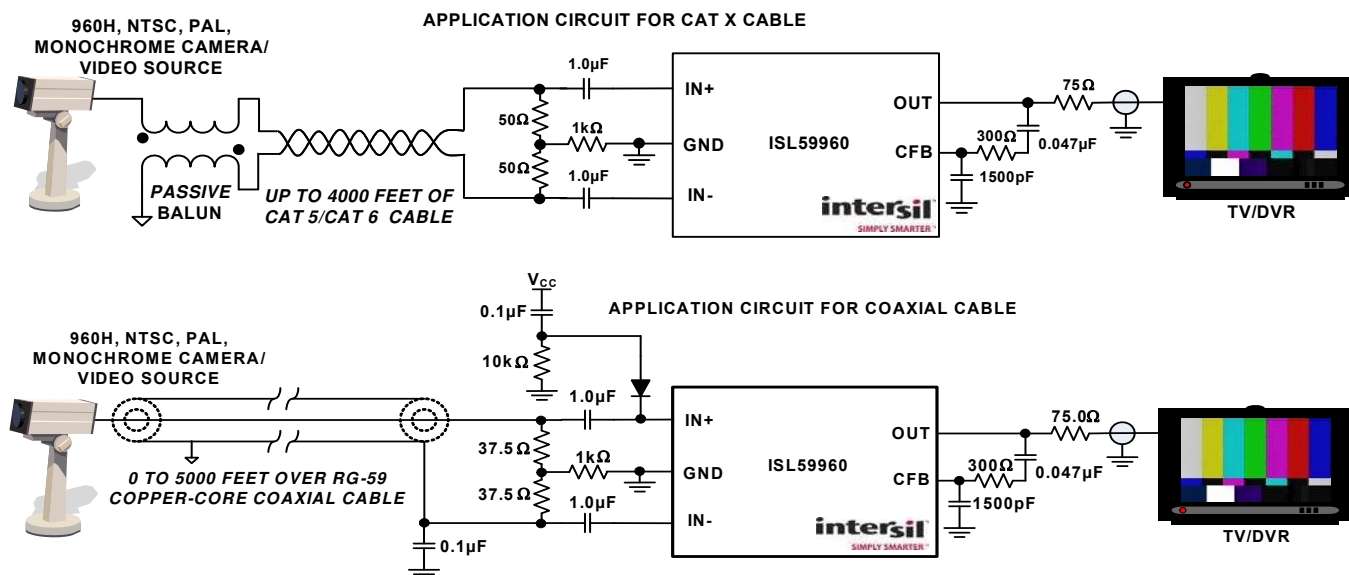 APPLICATION CIRCUIT FOR CAT X CABLE
960H, NTSC, PAL,
MONOCHROME CAMERA/
VIDEO SOURCE
PASSIVE
BALUN
UP TO 4000 FEET OF
CAT 5/CAT 6 CABLE
1.0µF
50Ω
1kΩ
50Ω
1.0µF
IN+
GND
IN-
ISL59960
OUT
CFB
intersil™
SIMPLY SMARTER™
75Ω
300Ω
0.047µF
1500pF
TV/DVR
APPLICATION CIRCUIT FOR COAXIAL CABLE
960H, NTSC, PAL,
MONOCHROME CAMERA/
VIDEO SOURCE
0 TO 5000 FEET OVER RG-59
COPPER-CORE COAXIAL CABLE
VCC
0.1µF
10kΩ
1.0µF
37.5Ω
1kΩ
37.5Ω
1.0µF
0.1µF
IN+
GND
IN-
ISL59960
OUT
CFB
intersil™
SIMPLY SMARTER™
75.0Ω
300Ω
0.047µF
1500pF
TV/DVR